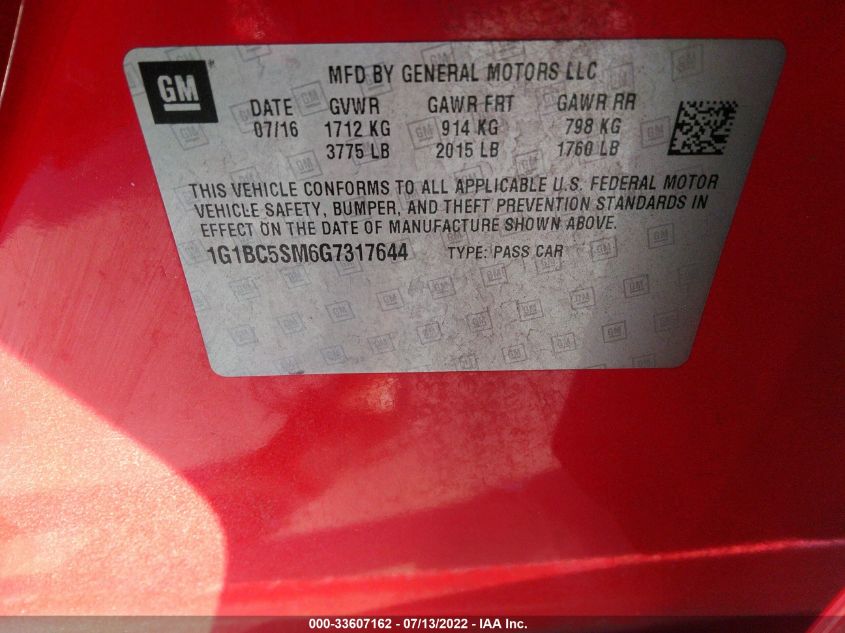 GM
MFD BY GENERAL MOTORS LLC
DATE GVWR GAWR FRT GAWR RR
07/16 1712 KG 914 KG 798 KG
3775 LB 2015 LB 1760 LB
THIS VEHICLE CONFORMS TO ALL APPLICABLE U.S. FEDERAL MOTOR
VEHICLE SAFETY, BUMPER, AND THEFT PREVENTION STANDARDS IN
EFFECT ON THE DATE OF MANUFACTURE SHOWN ABOVE.
1G1BC5SM6G7317644 TYPE: PASS CAR
000-33607162 - 07/13/2022 - IAA Inc.